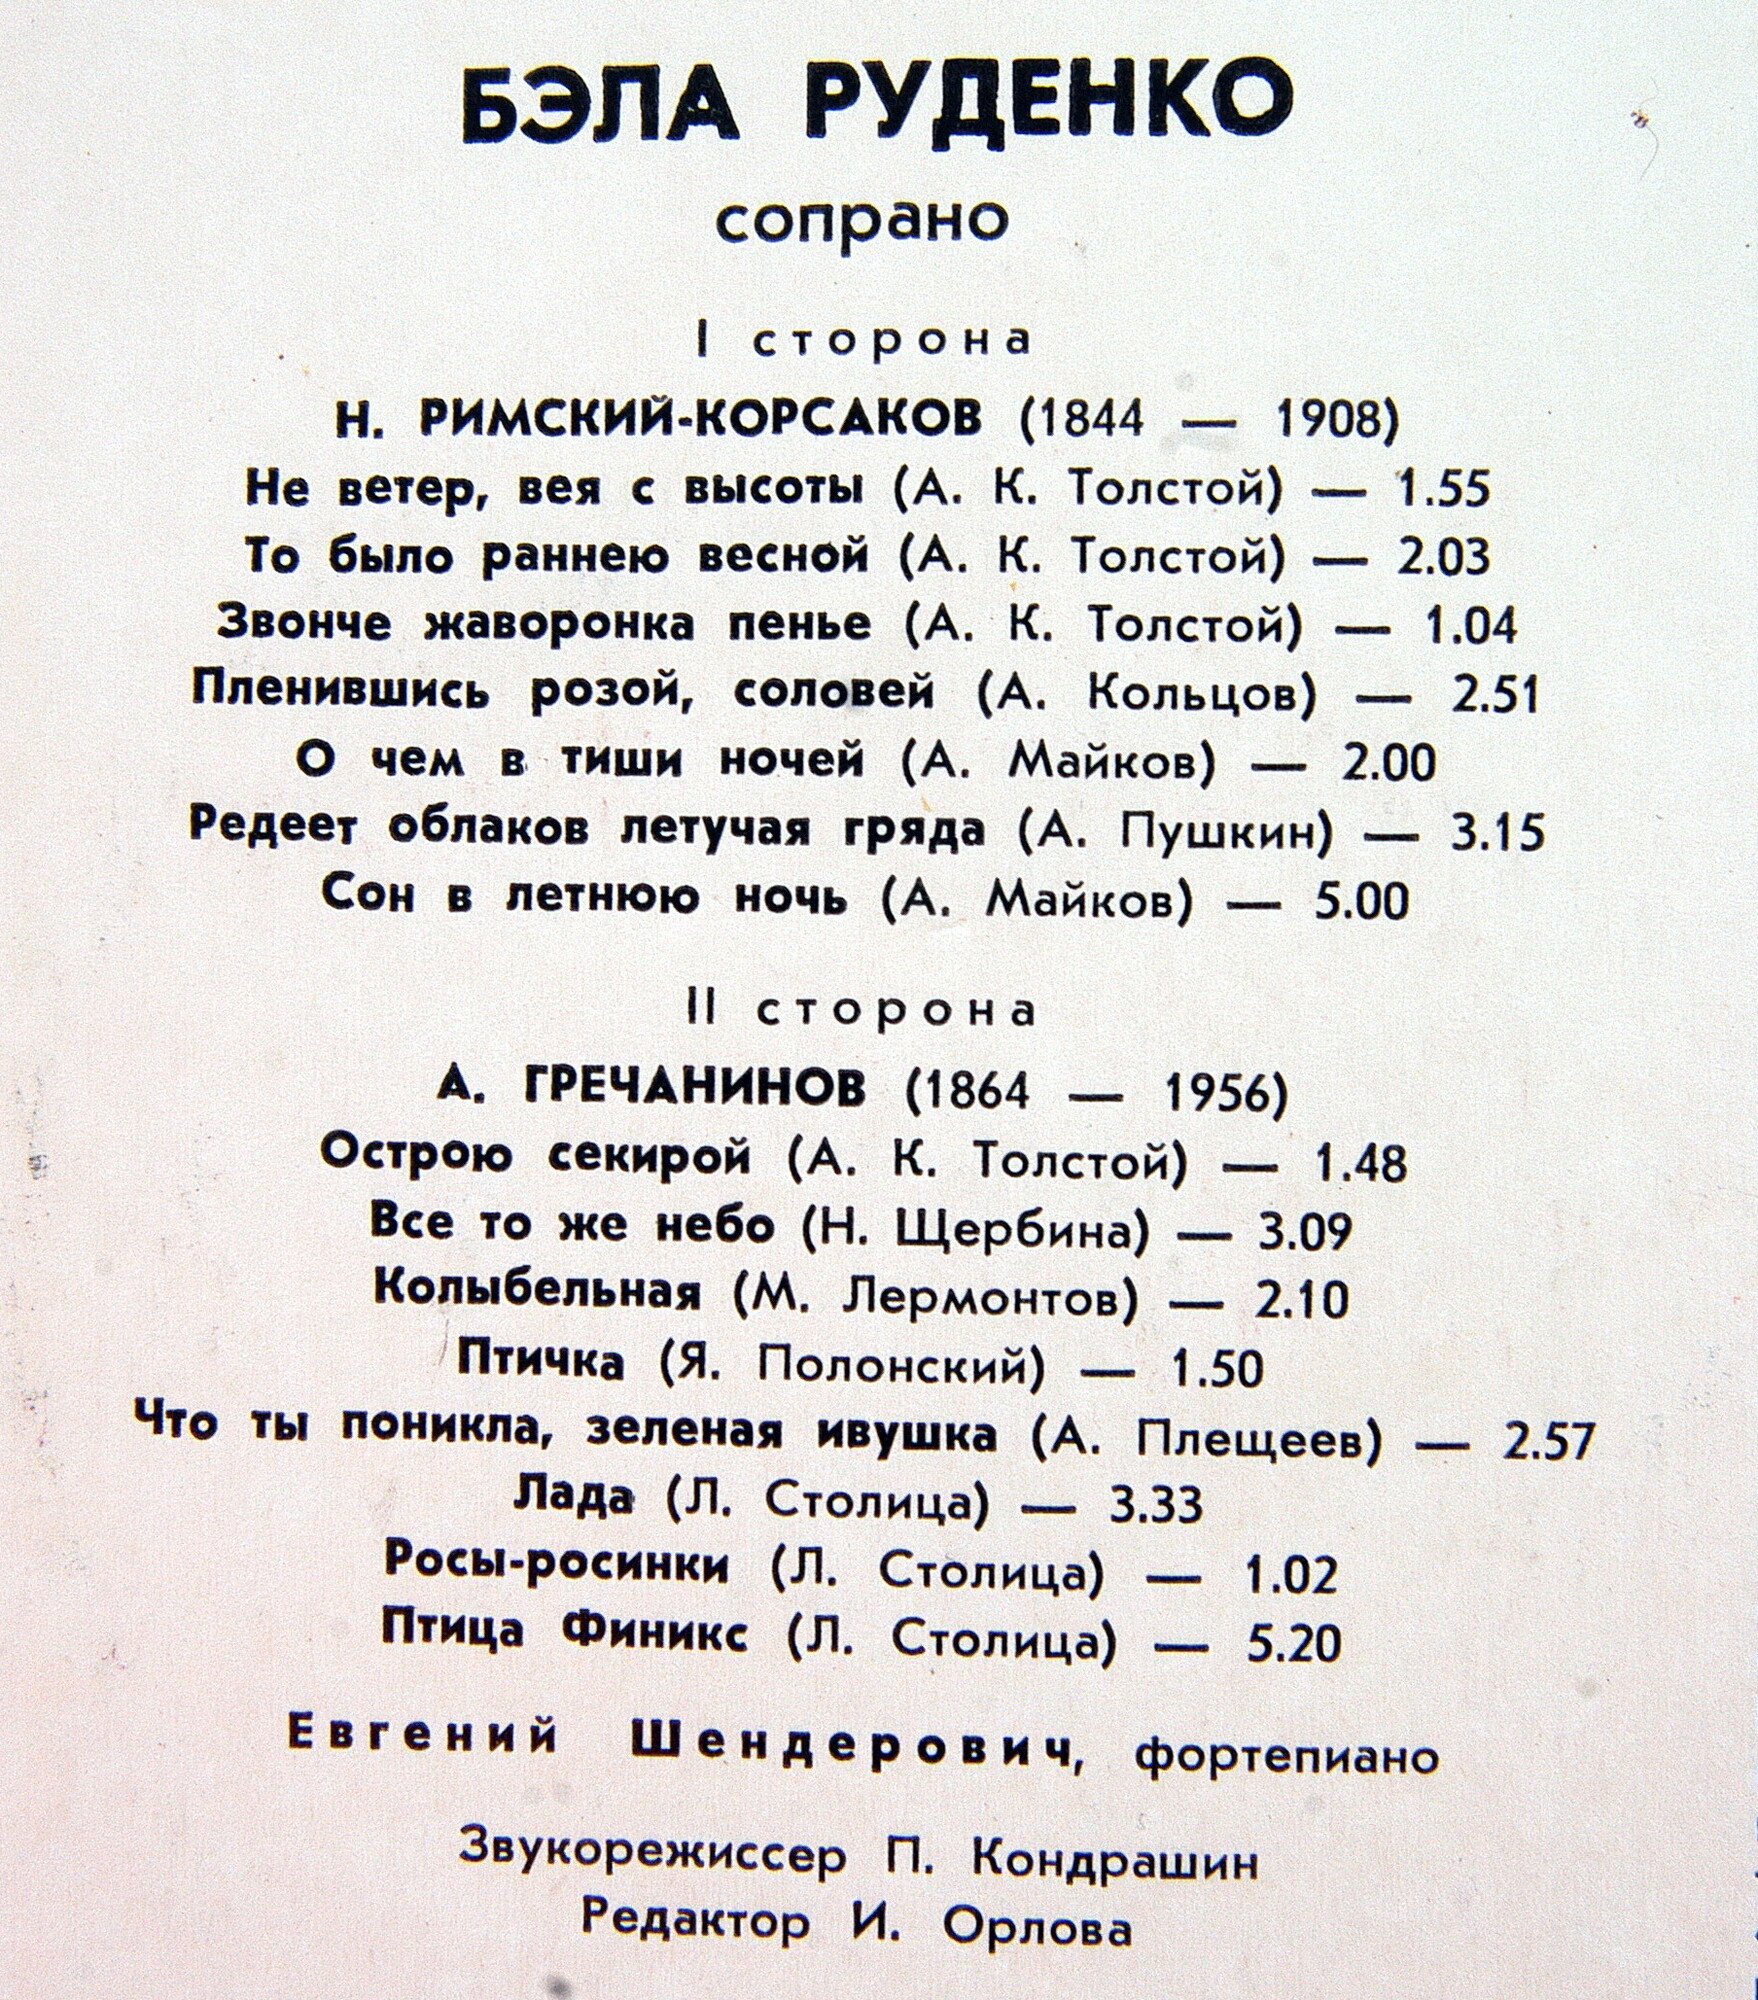 БЭЛА РУДЕНКО
сопрано
I сторона
Н. РИМСКИЙ-КОРСАКОВ (1844 — 1908)
Не ветер, вея с высоты (А. К. Толстой) — 1.55
То было раннею весной (А. К. Толстой) — 2.03
Звонче жаворонка пенье (А. К. Толстой) — 1.04
Пленившись розой, соловей (А. Кольцов) — 2.51
О чем в тиши ночей (А. Майков) — 2.00
Редеет облаков летучая гряда (А. Пушкин) — 3.15
Сон в летнюю ночь (А. Майков) — 5.00
II сторона
А. ГРЕЧАНИНОВ (1864 — 1956)
Острою секирой (А. К. Толстой) — 1.48
Все то же небо (Н. Щербина) — 3.09
Колыбельная (М. Лермонтов) — 2.10
Птичка (Я. Полонский) — 1.50
Что ты поникла, зеленая ивушка (А. Плещеев) — 2.57
Лада (Л. Столица) — 3.33
Росы-росинки (Л. Столица) — 1.02
Птица Финикс (Л. Столица) — 5.20
Евгений Шендерович, фортепиано
Звукорежиссер П. Кондрашин
Редактор И. Орлова